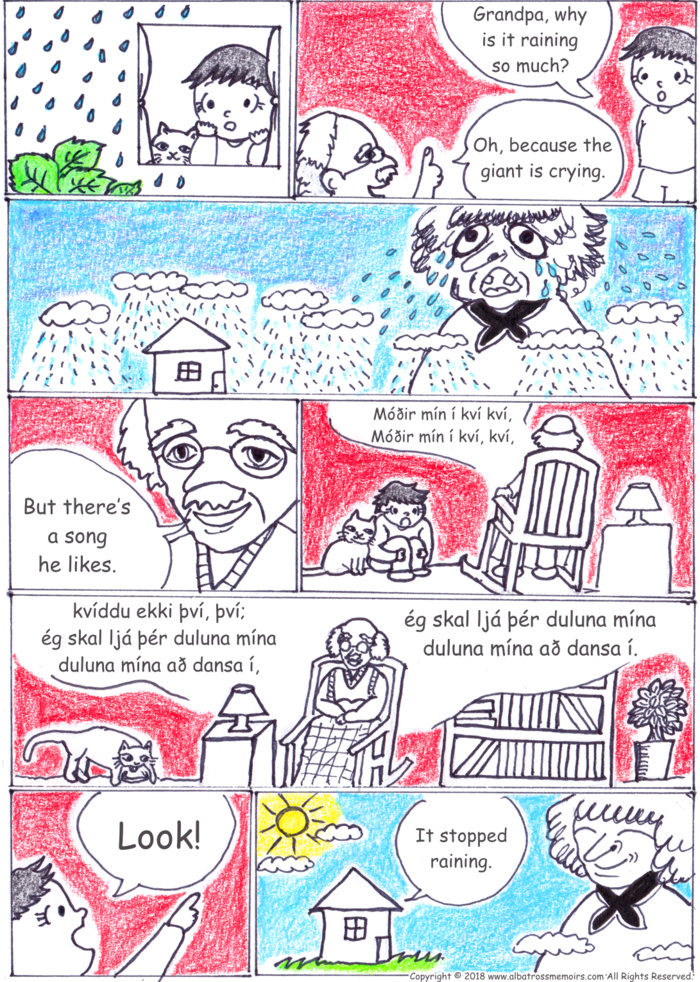 Grandpa, why
is it raining
so much?
Oh, because the
giant is crying.
But there's
a song
he likes.
Móðir mín í kví kví,
Móðir mín í kví, kví,
kvíddu ekki því, því;
ég skal ljá þér duluna mína
duluna mína að dansa í,
ég skal ljá þér duluna mína
duluna mína að dansa í.
Look!
It stopped
raining.
Copyright © 2018 www.albatrossmemoirs.com All Rights Reserved.